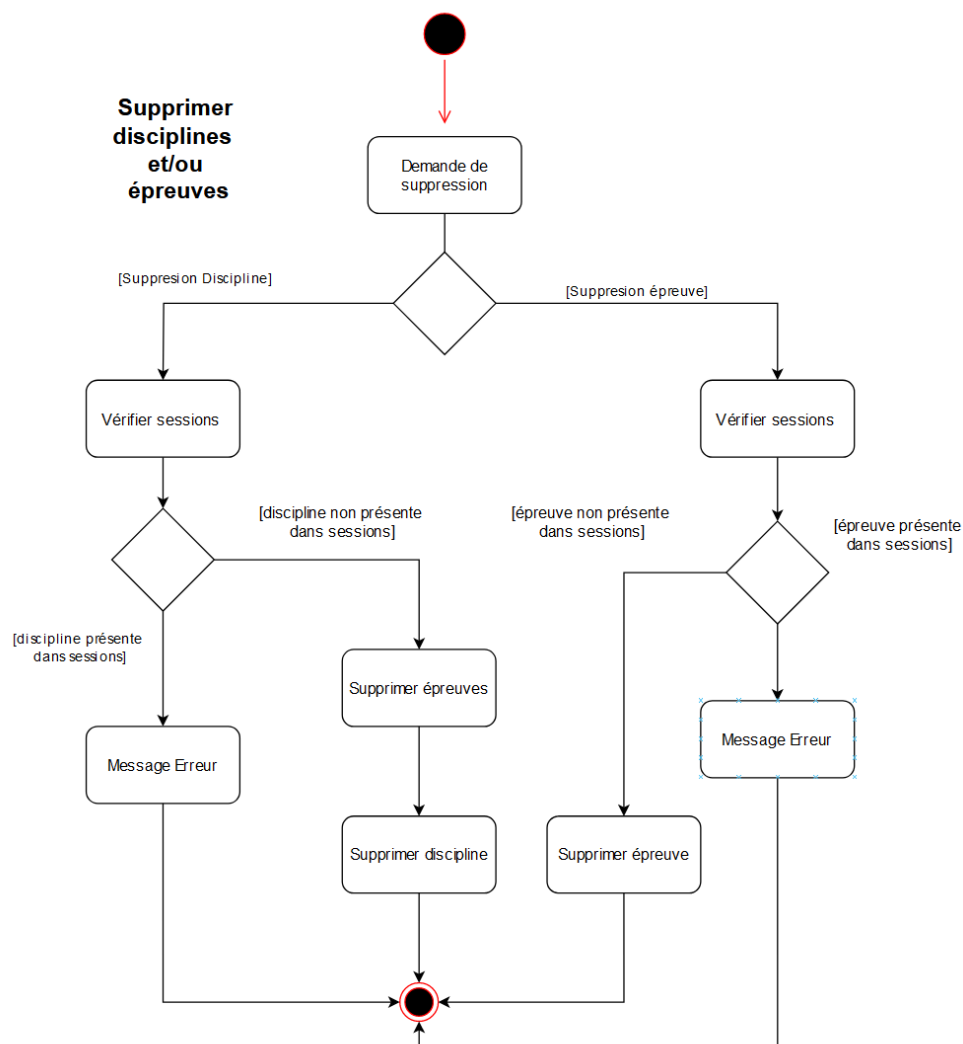 Supprimer
disciplines
et/ou
épreuves
Demande de
suppression
[Suppresion Discipline]
[Suppresion épreuve]
Vérifier sessions
Vérifier sessions
[discipline non présente
dans sessions]
[épreuve non présente
dans sessions]
[épreuve présente
dans sessions]
[discipline présente
dans sessions]
Supprimer épreuves
Message Erreur
Message Erreur
Supprimer discipline
Supprimer épreuve